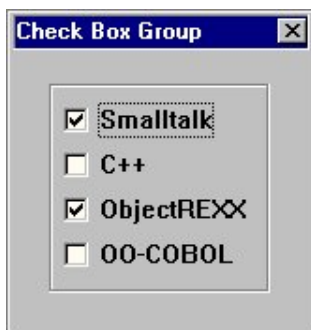 Check Box Group
Smalltalk
C++
ObjectREXX
OO-COBOL